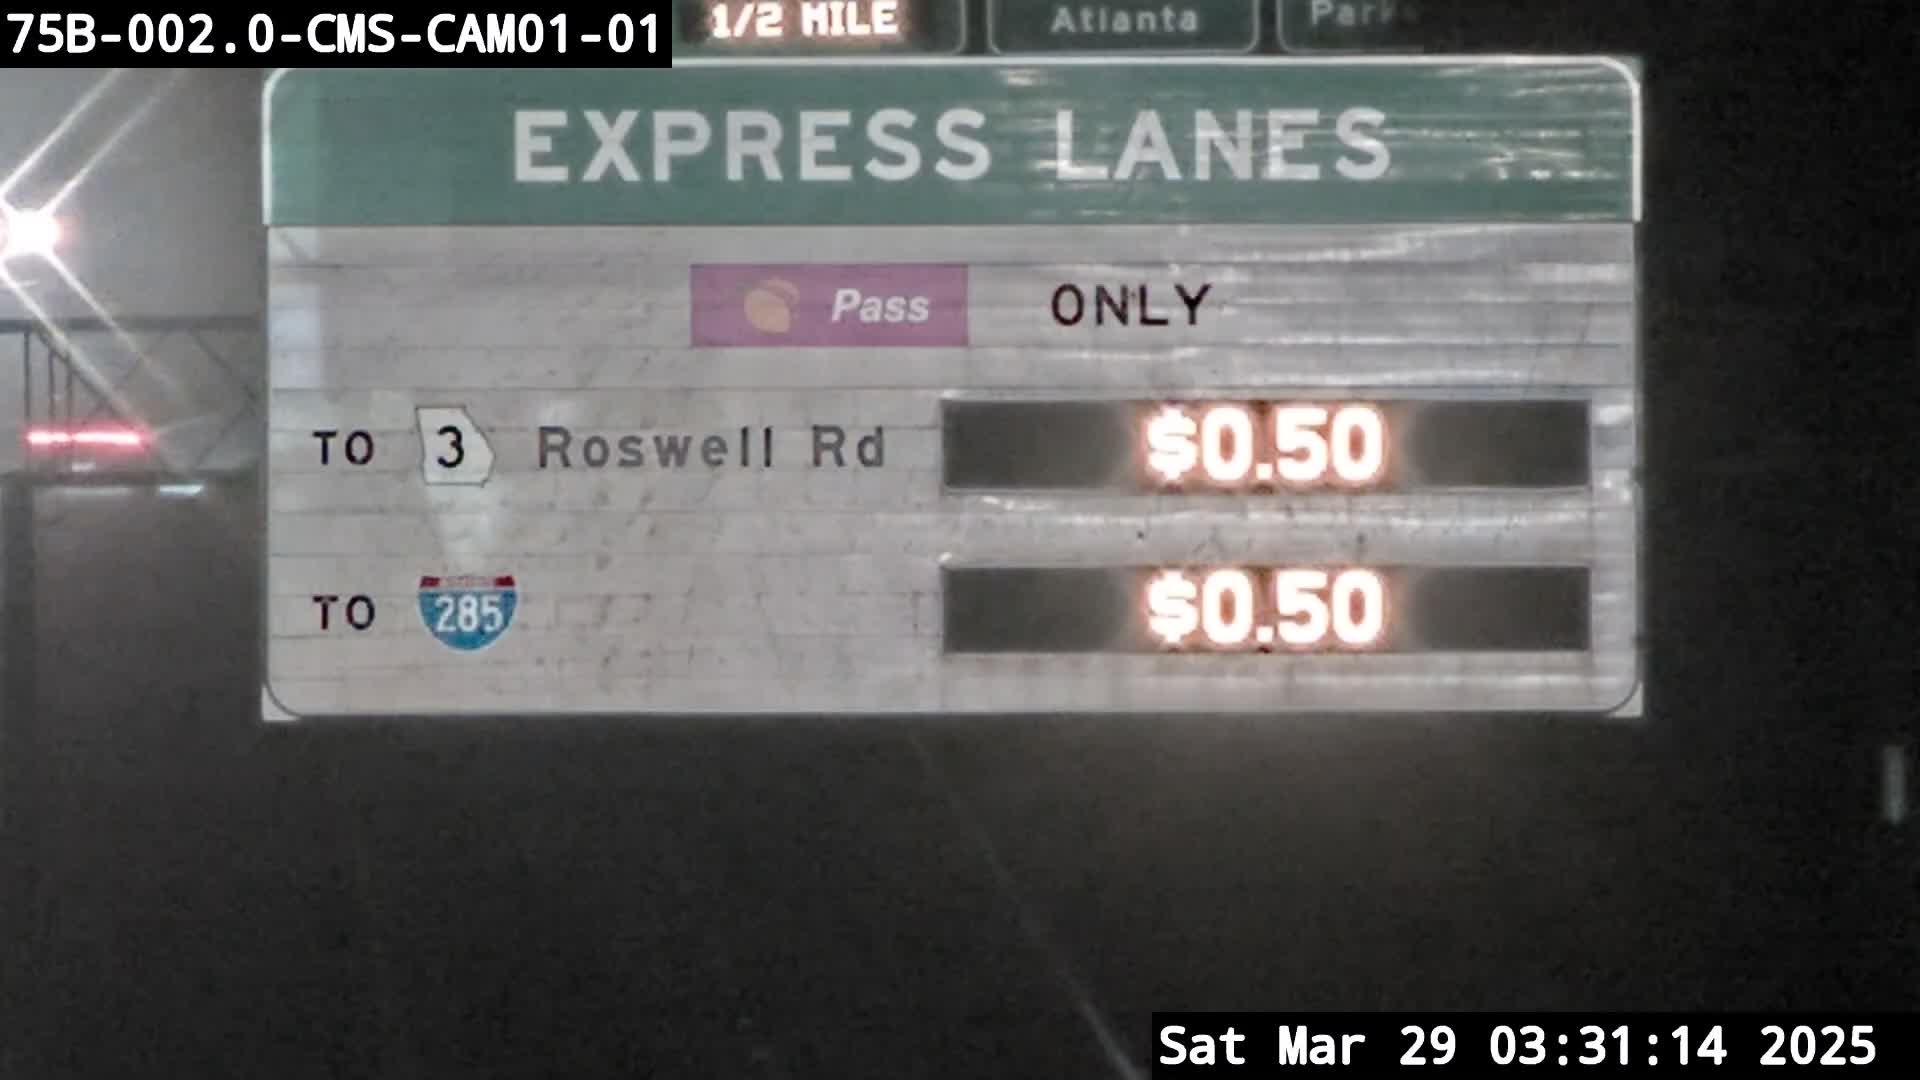 75B-002.0-CMS-CAM01-01
1/2 MILE
Atlanta
EXPRESS LANES
Pass ONLY
TO 3 Roswell Rd $0.50
TO 285 $0.50
Sat Mar 29 03:31:14 2025